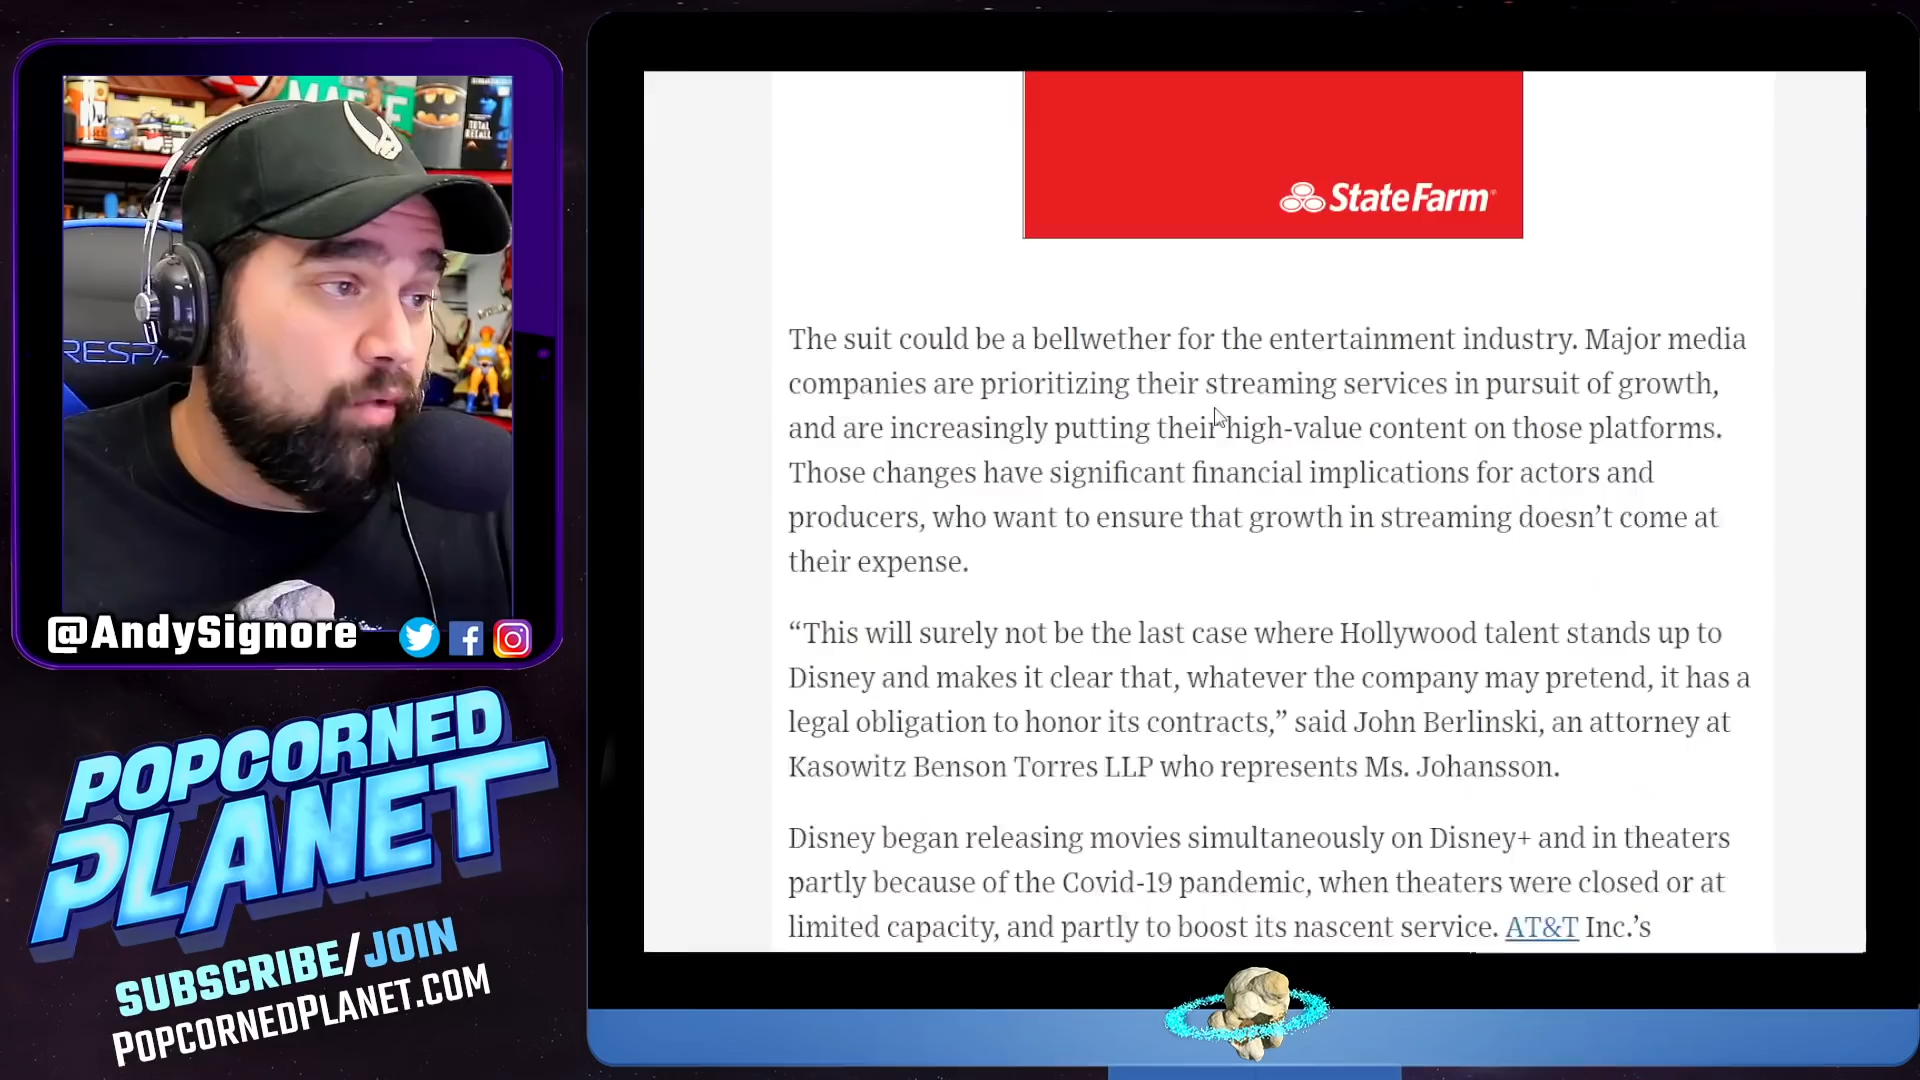 MAPLE
TOTAL
RECALL
RESPA
@AndySignore
POPCORNED
PLANET
SUBSCRIBE/JOIN
POPCORNEDPLANET.COM
StateFarm
The suit could be a bellwether for the entertainment industry. Major media
companies are prioritizing their streaming services in pursuit of growth,
and are increasingly putting their high-value content on those platforms.
Those changes have significant financial implications for actors and
producers, who want to ensure that growth in streaming doesn’t come at
their expense.
“This will surely not be the last case where Hollywood talent stands up to
Disney and makes it clear that, whatever the company may pretend, it has a
legal obligation to honor its contracts,” said John Berlinski, an attorney at
Kasowitz Benson Torres LLP who represents Ms. Johansson.
Disney began releasing movies simultaneously on Disney+ and in theaters
partly because of the Covid-19 pandemic, when theaters were closed or at
limited capacity, and partly to boost its nascent service. AT&T Inc.’s